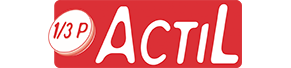 1/3 P ACTIL